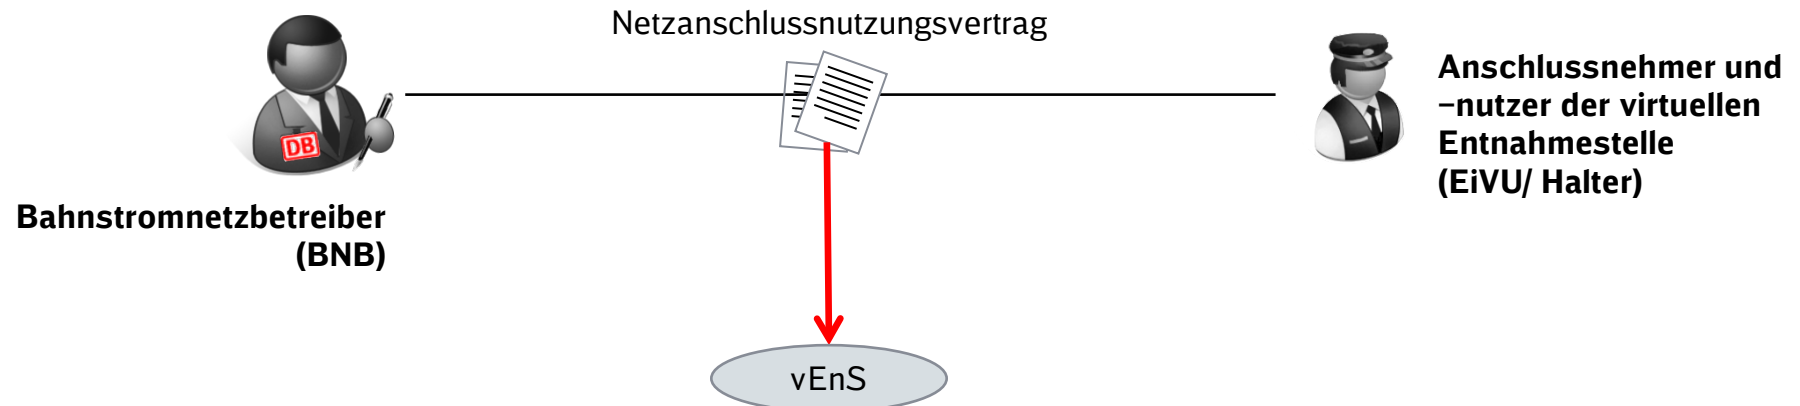 Netzanschlussnutzungsvertrag
DB
Bahnstromnetzbetreiber
(BNB)
Anschlussnehmer und
–nutzer der virtuellen
Entnahmestelle
(EiVU/ Halter)
vEnS